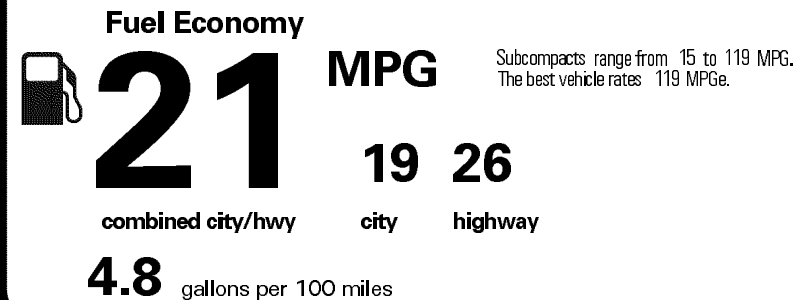 Fuel Economy
21 MPG
Subcompacts range from 15 to 119 MPG.
The best vehicle rates 119 MPGe.
19 26
combined city/hwy city highway
4.8 gallons per 100 miles